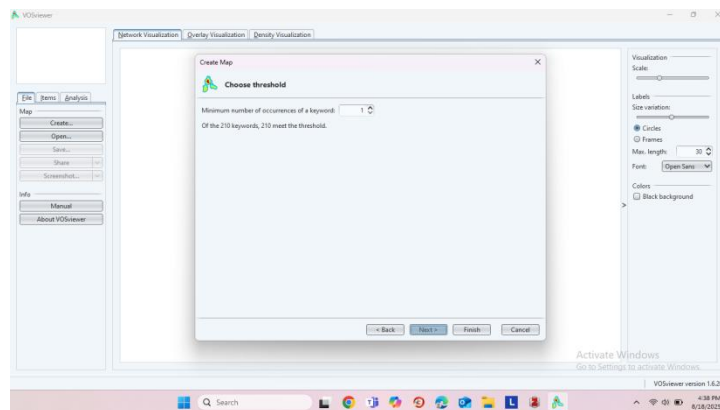 VOSviewer
Network Visualization Overlay Visualization Density Visualization
File Items Analysis
Map
Create...
Open...
Save...
Share
Screenshot...
Info
Manual
About VOSviewer
Create Map
Choose threshold
Minimum number of occurrences of a keyword: 1
Of the 210 keywords, 210 meet the threshold.
< Back Next > Finish Cancel
Visualization
Scale:
Labels
Size variation:
Circles
Frames
Max. length: 30
Font: Open Sans
Colors
Black background
>
Activate Windows
Go to Settings to activate Windows.
VOSviewer version 1.6.2
Search
4:38 PM